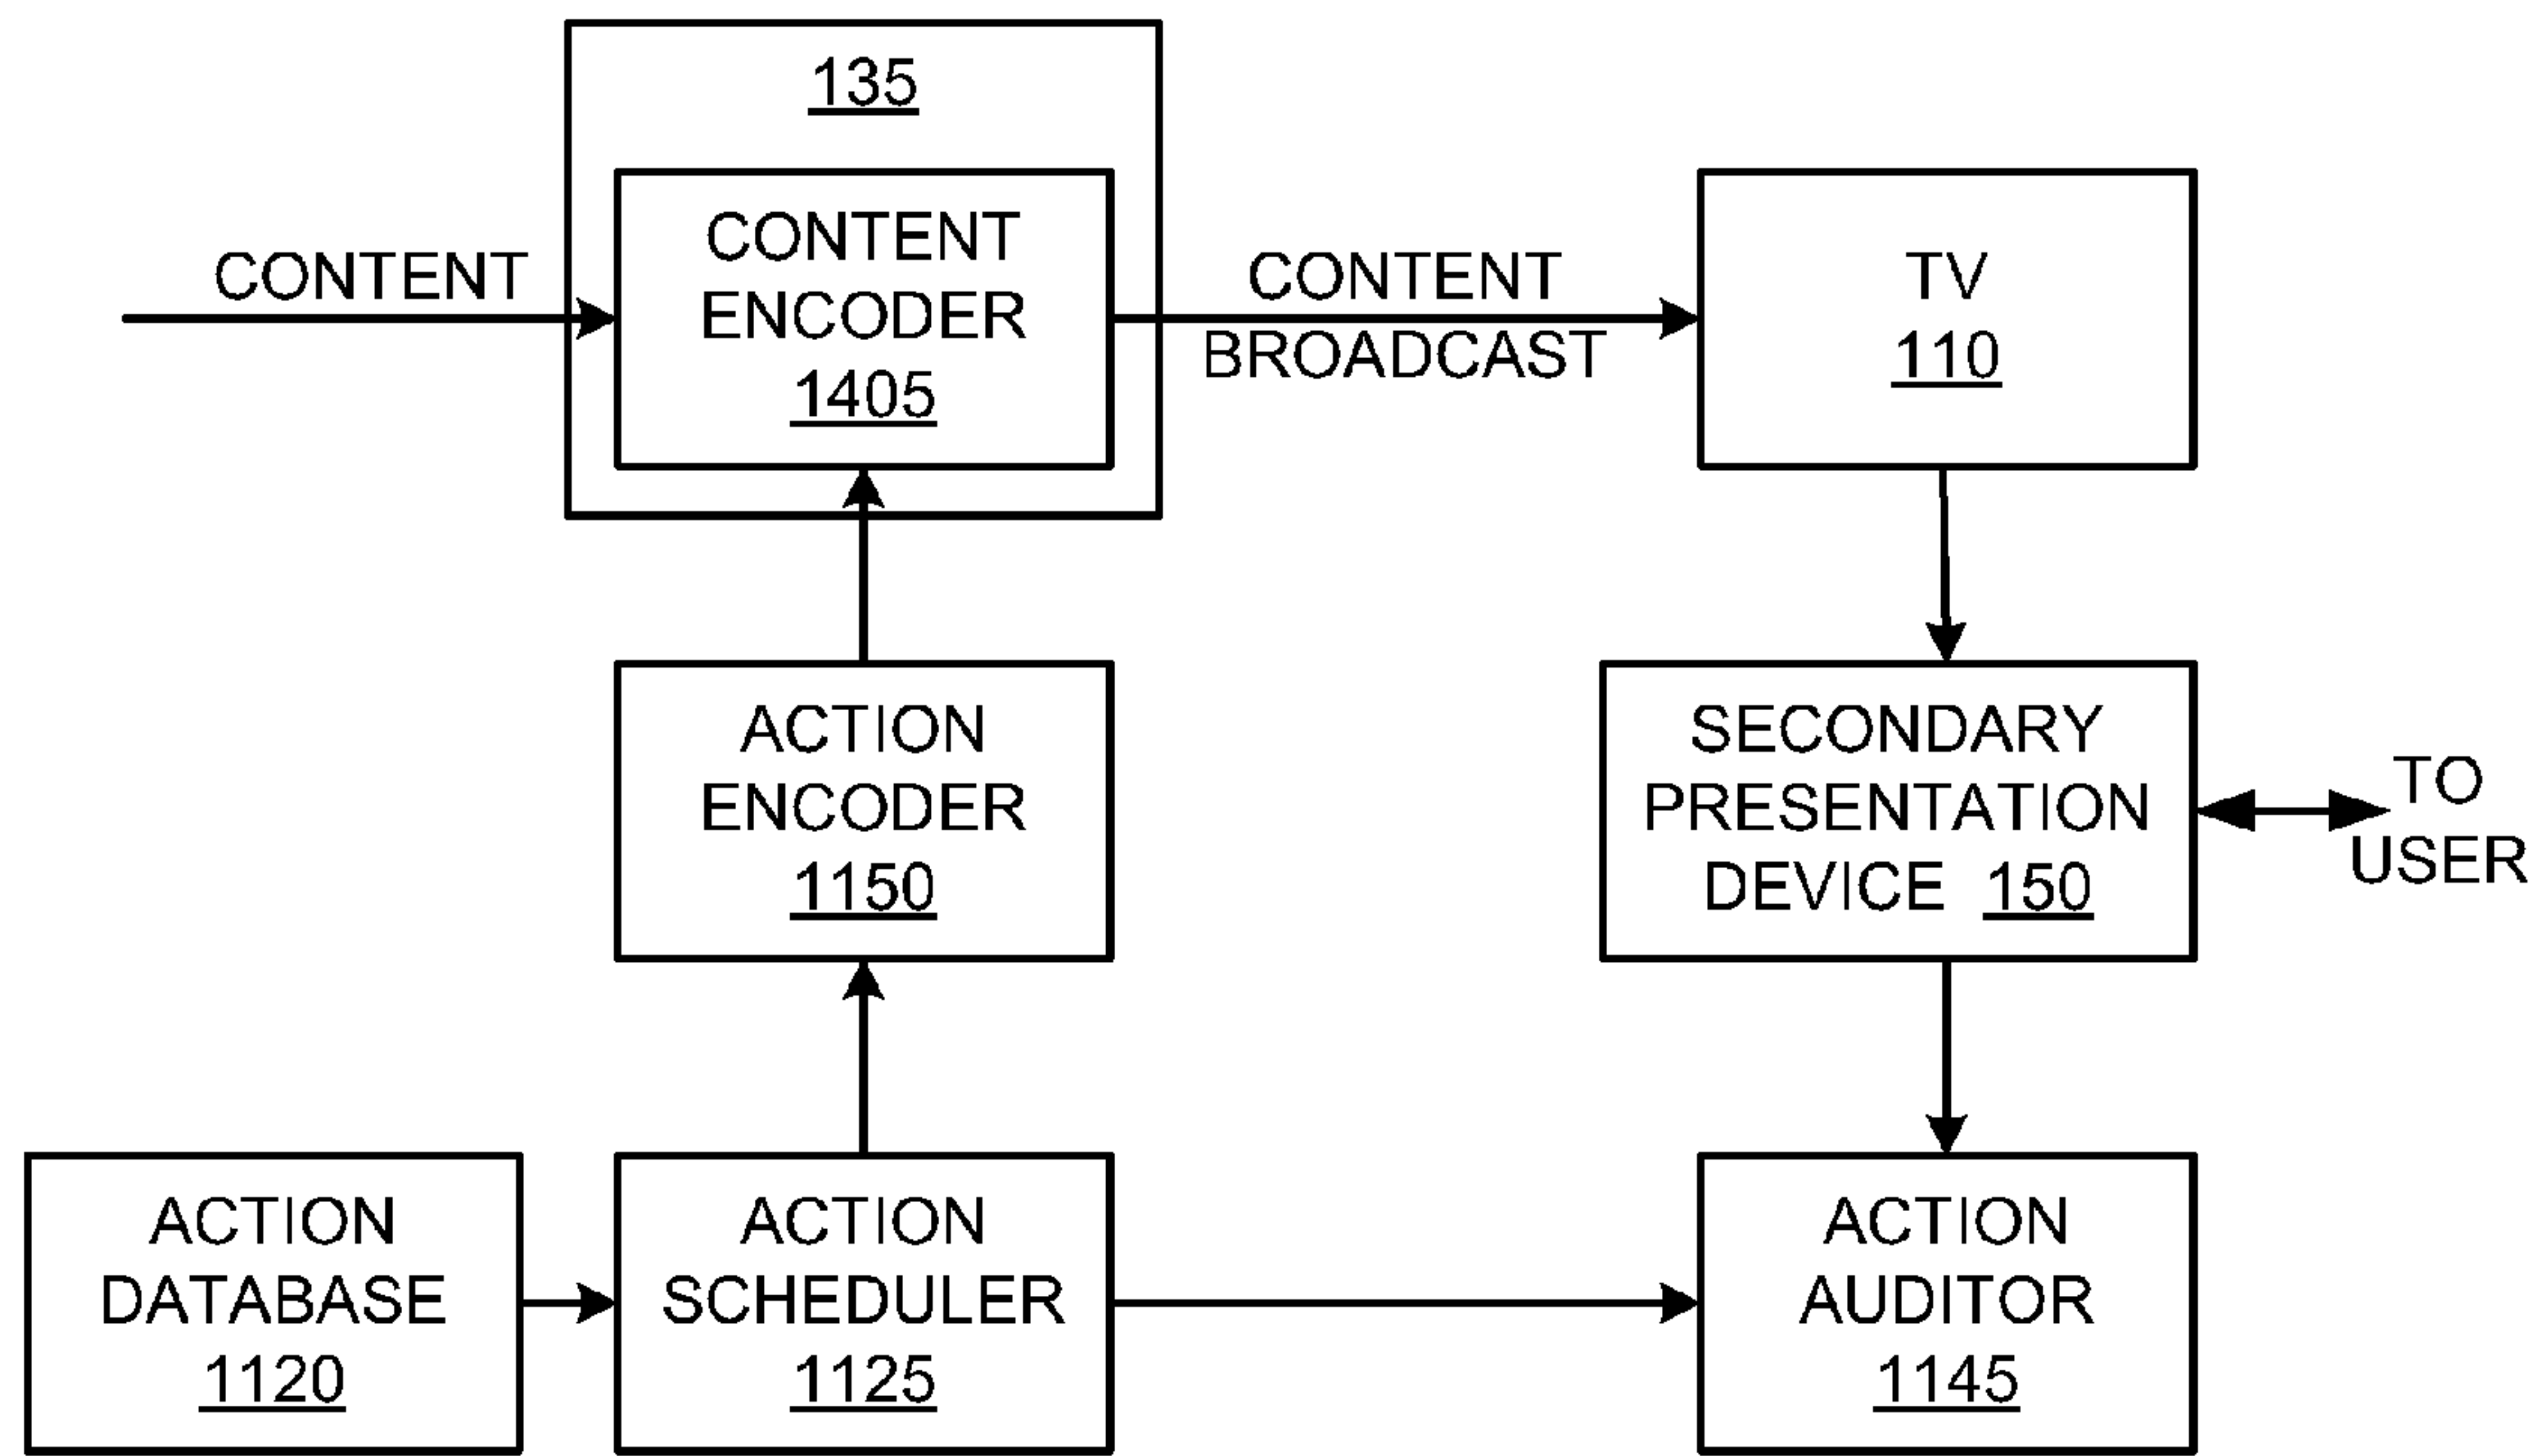 135
CONTENT
CONTENT
ENCODER
1405
CONTENT
BROADCAST
TV
110
ACTION
ENCODER
1150
SECONDARY
PRESENTATION
DEVICE 150
TO
USER
ACTION
DATABASE
1120
ACTION
SCHEDULER
1125
ACTION
AUDITOR
1145